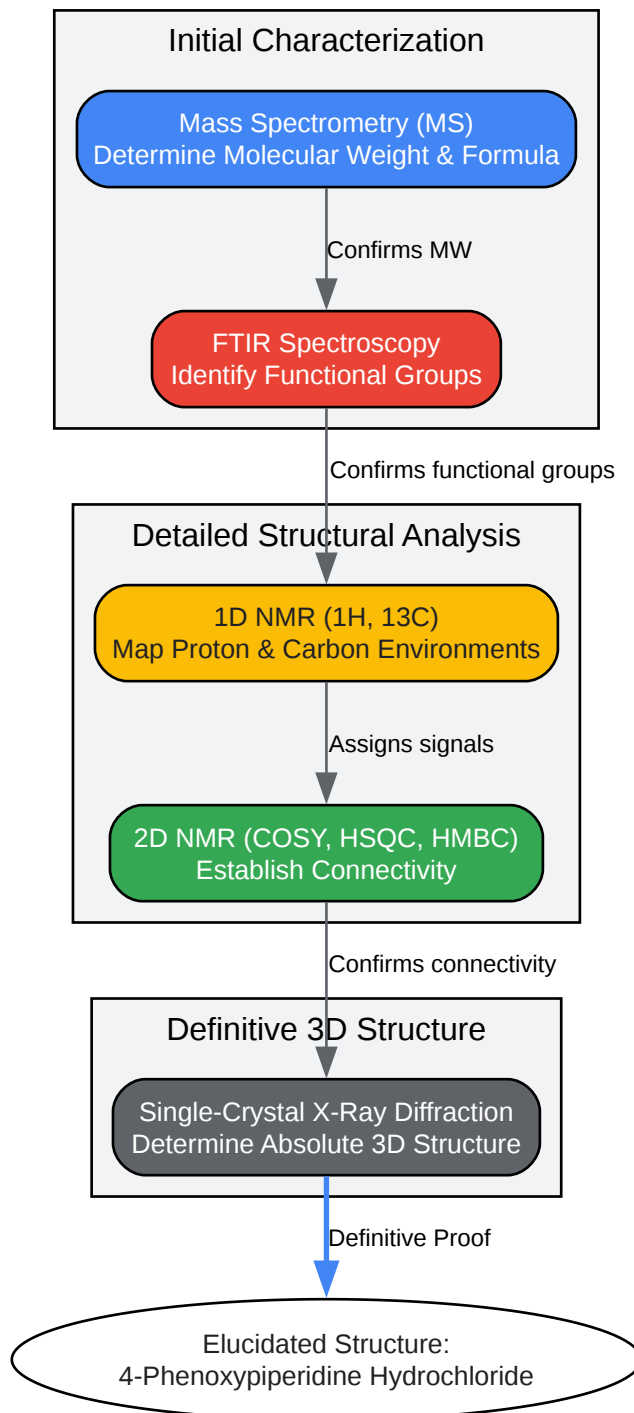 Initial Characterization
Mass Spectrometry (MS)
Determine Molecular Weight & Formula
Confirms MW
FTIR Spectroscopy
Identify Functional Groups
Confirms functional groups
Detailed Structural Analysis
1D NMR (1H, 13C)
Map Proton & Carbon Environments
Assigns signals
2D NMR (COSY, HSQC, HMBC)
Establish Connectivity
Confirms connectivity
Definitive 3D Structure
Single-Crystal X-Ray Diffraction
Determine Absolute 3D Structure
Definitive Proof
Elucidated Structure:
4-Phenoxypiperidine Hydrochloride